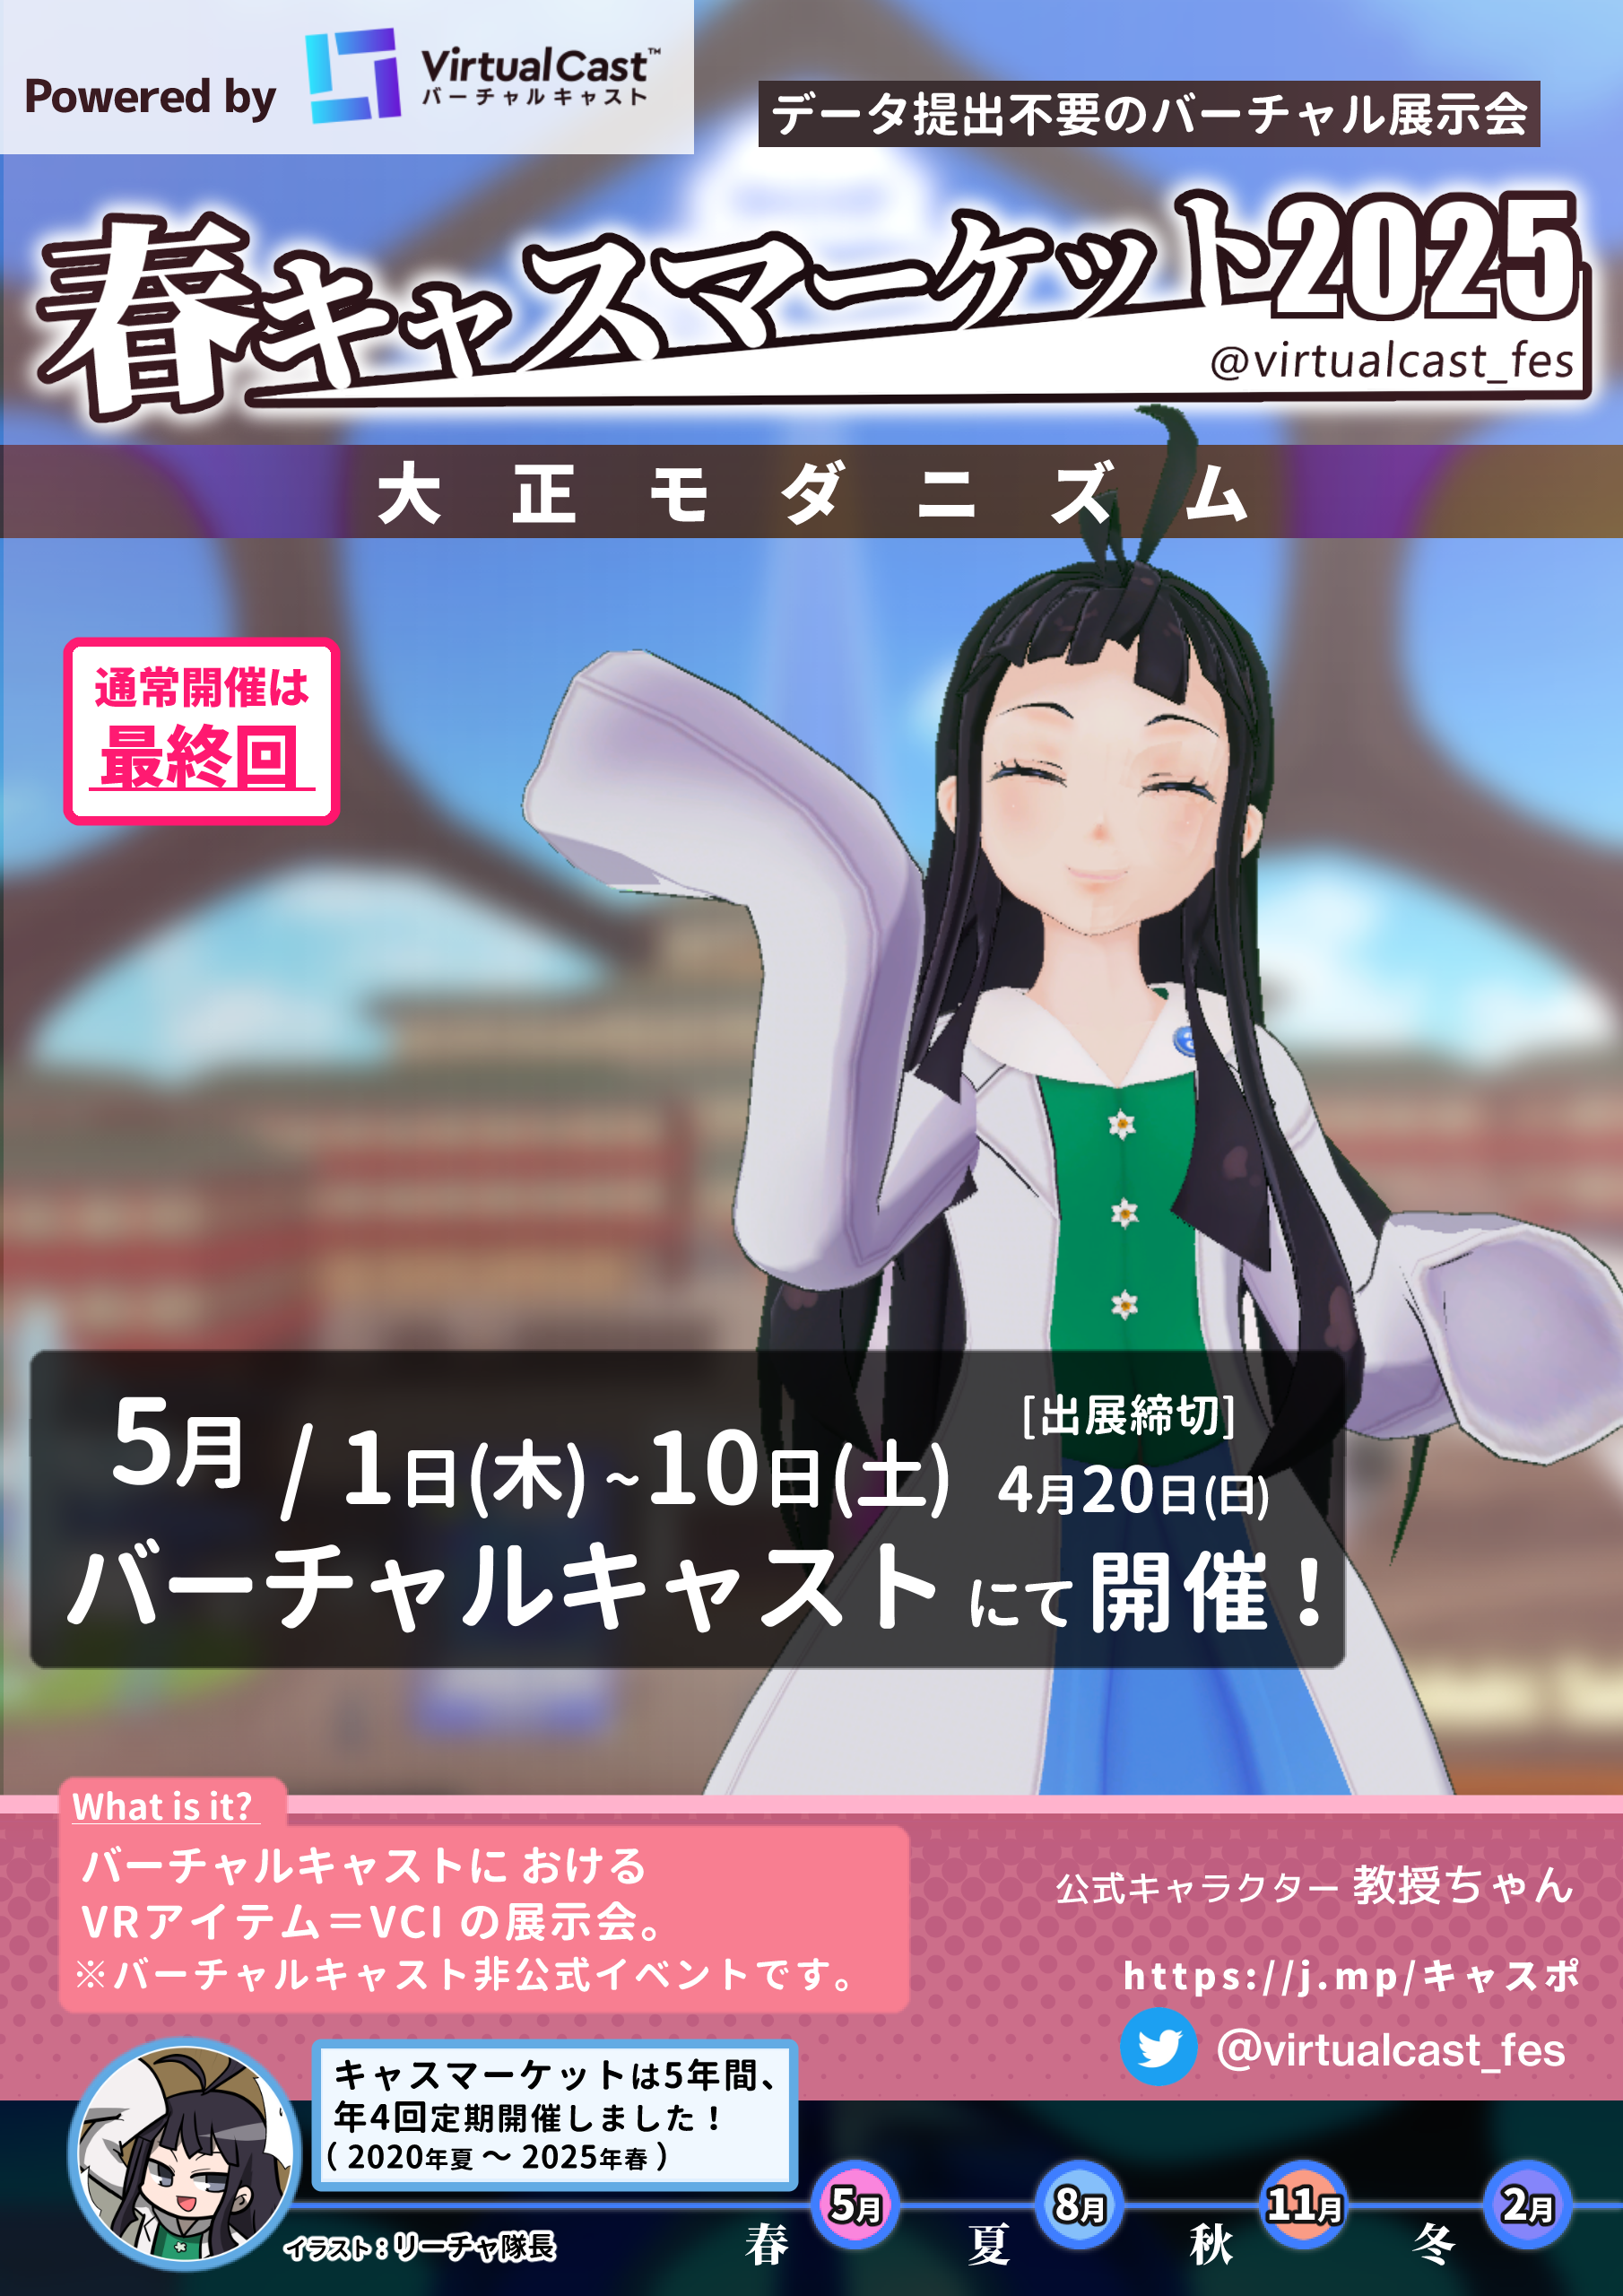 Powered by
VirtualCast™
バーチャルキャスト
データ提出不要のバーチャル展示会
春キャスマーケット2025
@virtualcast_fes
大正モダニズム
通常開催は
最終回
5月 / 1日(木) ~10日(土)
[出展締切]
4月20日(日)
バーチャルキャスト にて 開催！
What is it?
バーチャルキャストに おける
VRアイテム＝VCI の展示会。
※バーチャルキャスト非公式イベントです。
公式キャラクター 教授ちゃん
https://j.mp/キャスポ
@virtualcast_fes
キャスマーケットは5年間、
年4回定期開催しました！
( 2020年夏 ～ 2025年春 )
イラスト：リーチャ隊長
春 5月 夏 8月 秋 11月 冬 2月